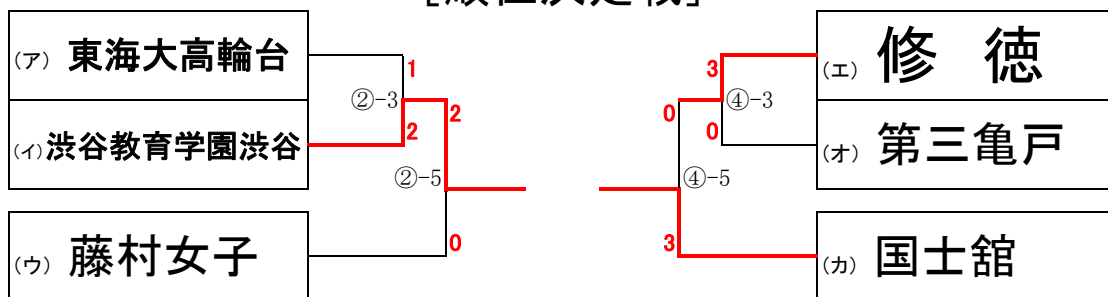 [順位決定戦]
(ア) 東海大高輪台
1
②-3
(イ) 渋谷教育学園渋谷
2
2
②-5
(ウ) 藤村女子
0
(エ) 修 徳
3
④-3
0
0
(オ) 第三亀戸
④-5
3
(カ) 国士舘